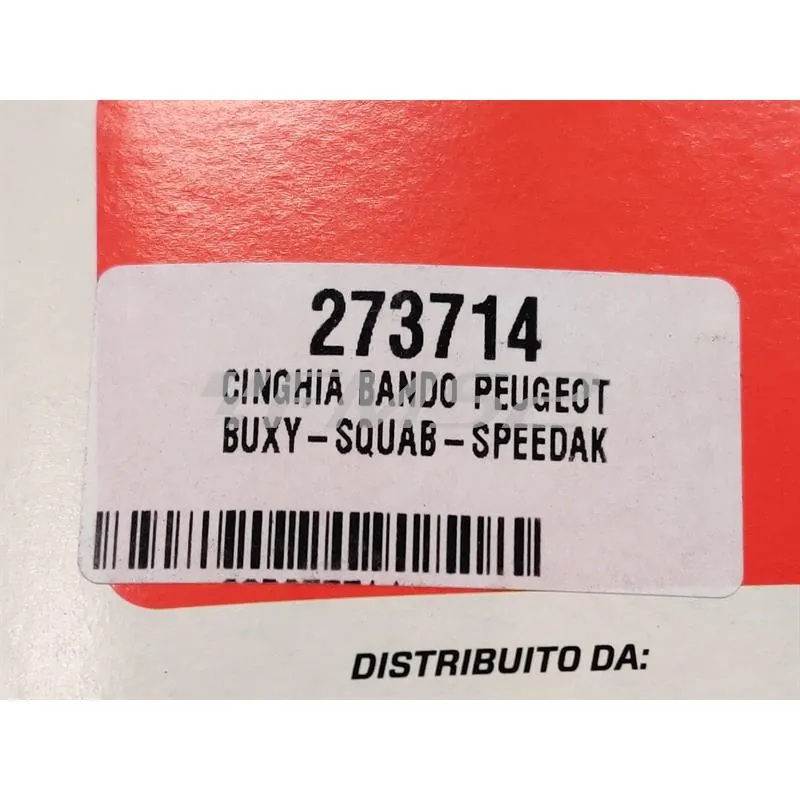 273714
CINGHIA BANDO PEUGEOT
BUXY-SQUAB-SPEEDAK
DISTRIBUITO DA: